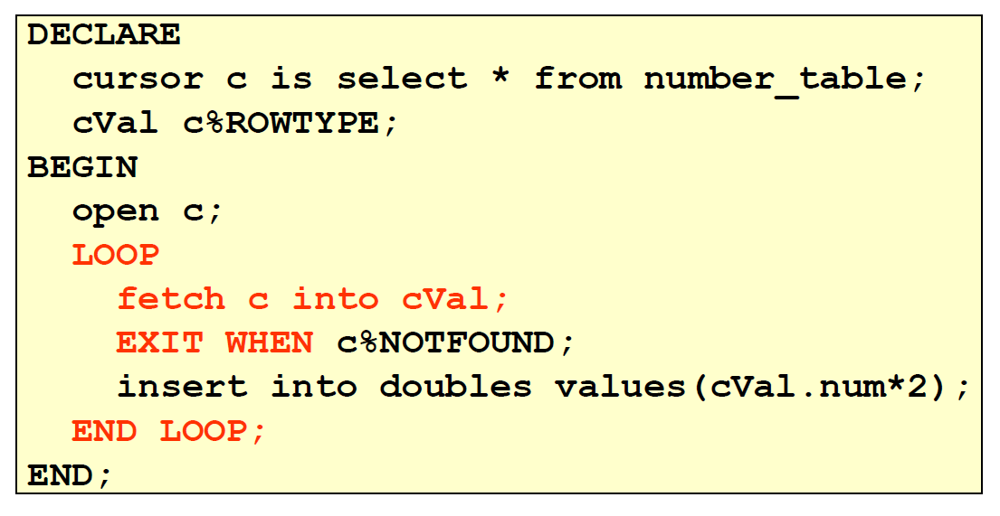 DECLARE
cursor c is select * from number_table;
cVal c%ROWTYPE;
BEGIN
open c;
LOOP
fetch c into cVal;
EXIT WHEN c%NOTFOUND;
insert into doubles values(cVal.num*2);
END LOOP;
END;